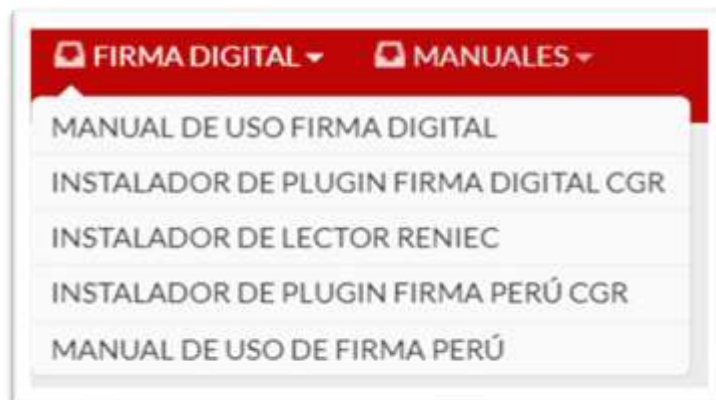 FIRMA DIGITAL MANUALES
MANUAL DE USO FIRMA DIGITAL
INSTALADOR DE PLUGIN FIRMA DIGITAL CGR
INSTALADOR DE LECTOR RENIEC
INSTALADOR DE PLUGIN FIRMA PERÚ CGR
MANUAL DE USO DE FIRMA PERÚ